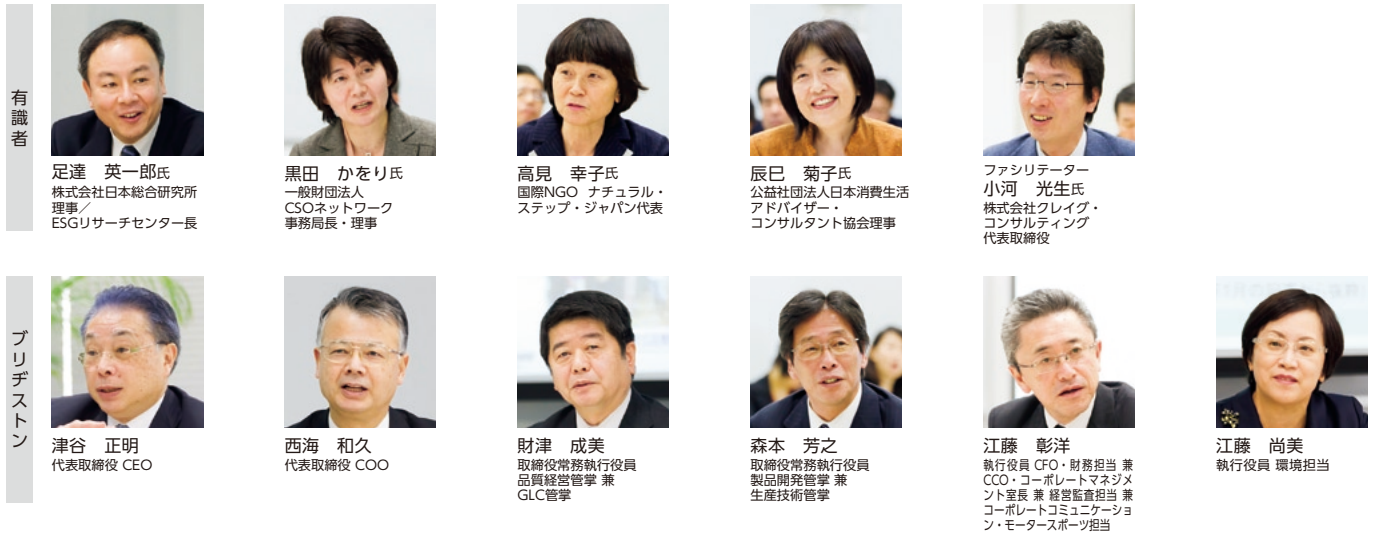 有識者
足達 英一郎氏
株式会社日本総合研究所
理事／
ESGリサーチセンター長
黒田 かをり氏
一般財団法人
CSOネットワーク
事務局長・理事
高見 幸子氏
国際NGO ナチュラル・
ステップ・ジャパン代表
辰巳 菊子氏
公益社団法人日本消費生活
アドバイザー・
コンサルタント協会理事
ファシリテーター
小河 光生氏
株式会社クレイグ・
コンサルティング
代表取締役
ブリヂストン
津谷 正明
代表取締役 CEO
西海 和久
代表取締役 COO
財津 成美
取締役常務執行役員
品質経営管掌 兼
GLC管掌
森本 芳之
取締役常務執行役員
製品開発管掌 兼
生産技術管掌
江藤 彰洋
執行役員 CFO・財務担当 兼
CCO・コーポレートマネジメ
ント室長 兼 経営監査担当 兼
コーポレートコミュニケーショ
ン・モータースポーツ担当
江藤 尚美
執行役員 環境担当